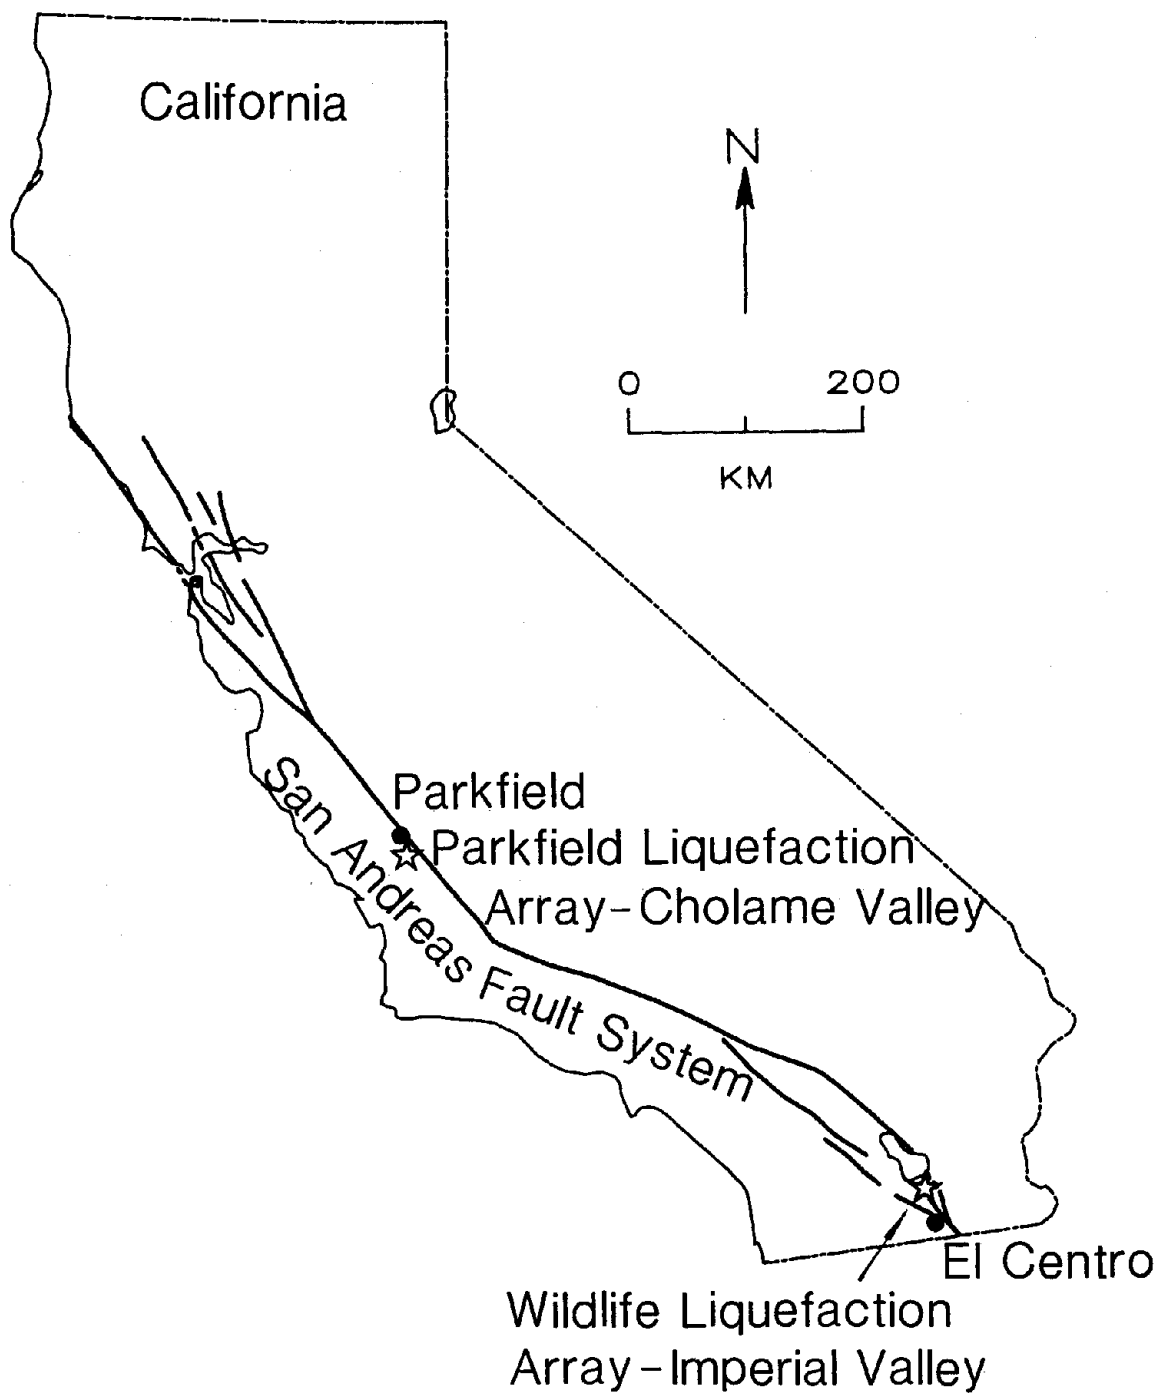 California
N
0 200
KM
Parkfield
Parkfield Liquefaction
Array-Cholame Valley
San Andreas Fault System
El Centro
Wildlife Liquefaction
Array-Imperial Valley